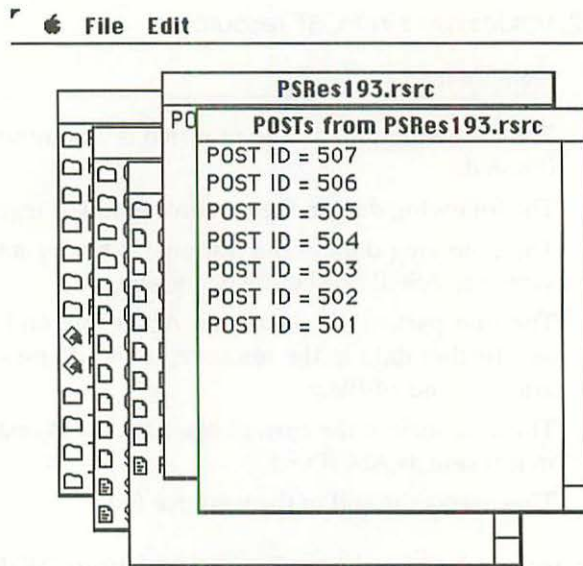 File Edit
PSRes193.rsrc
PO
POSTs from PSRes193.rsrc
POST ID = 507
POST ID = 506
POST ID = 505
POST ID = 504
POST ID = 503
POST ID = 502
POST ID = 501